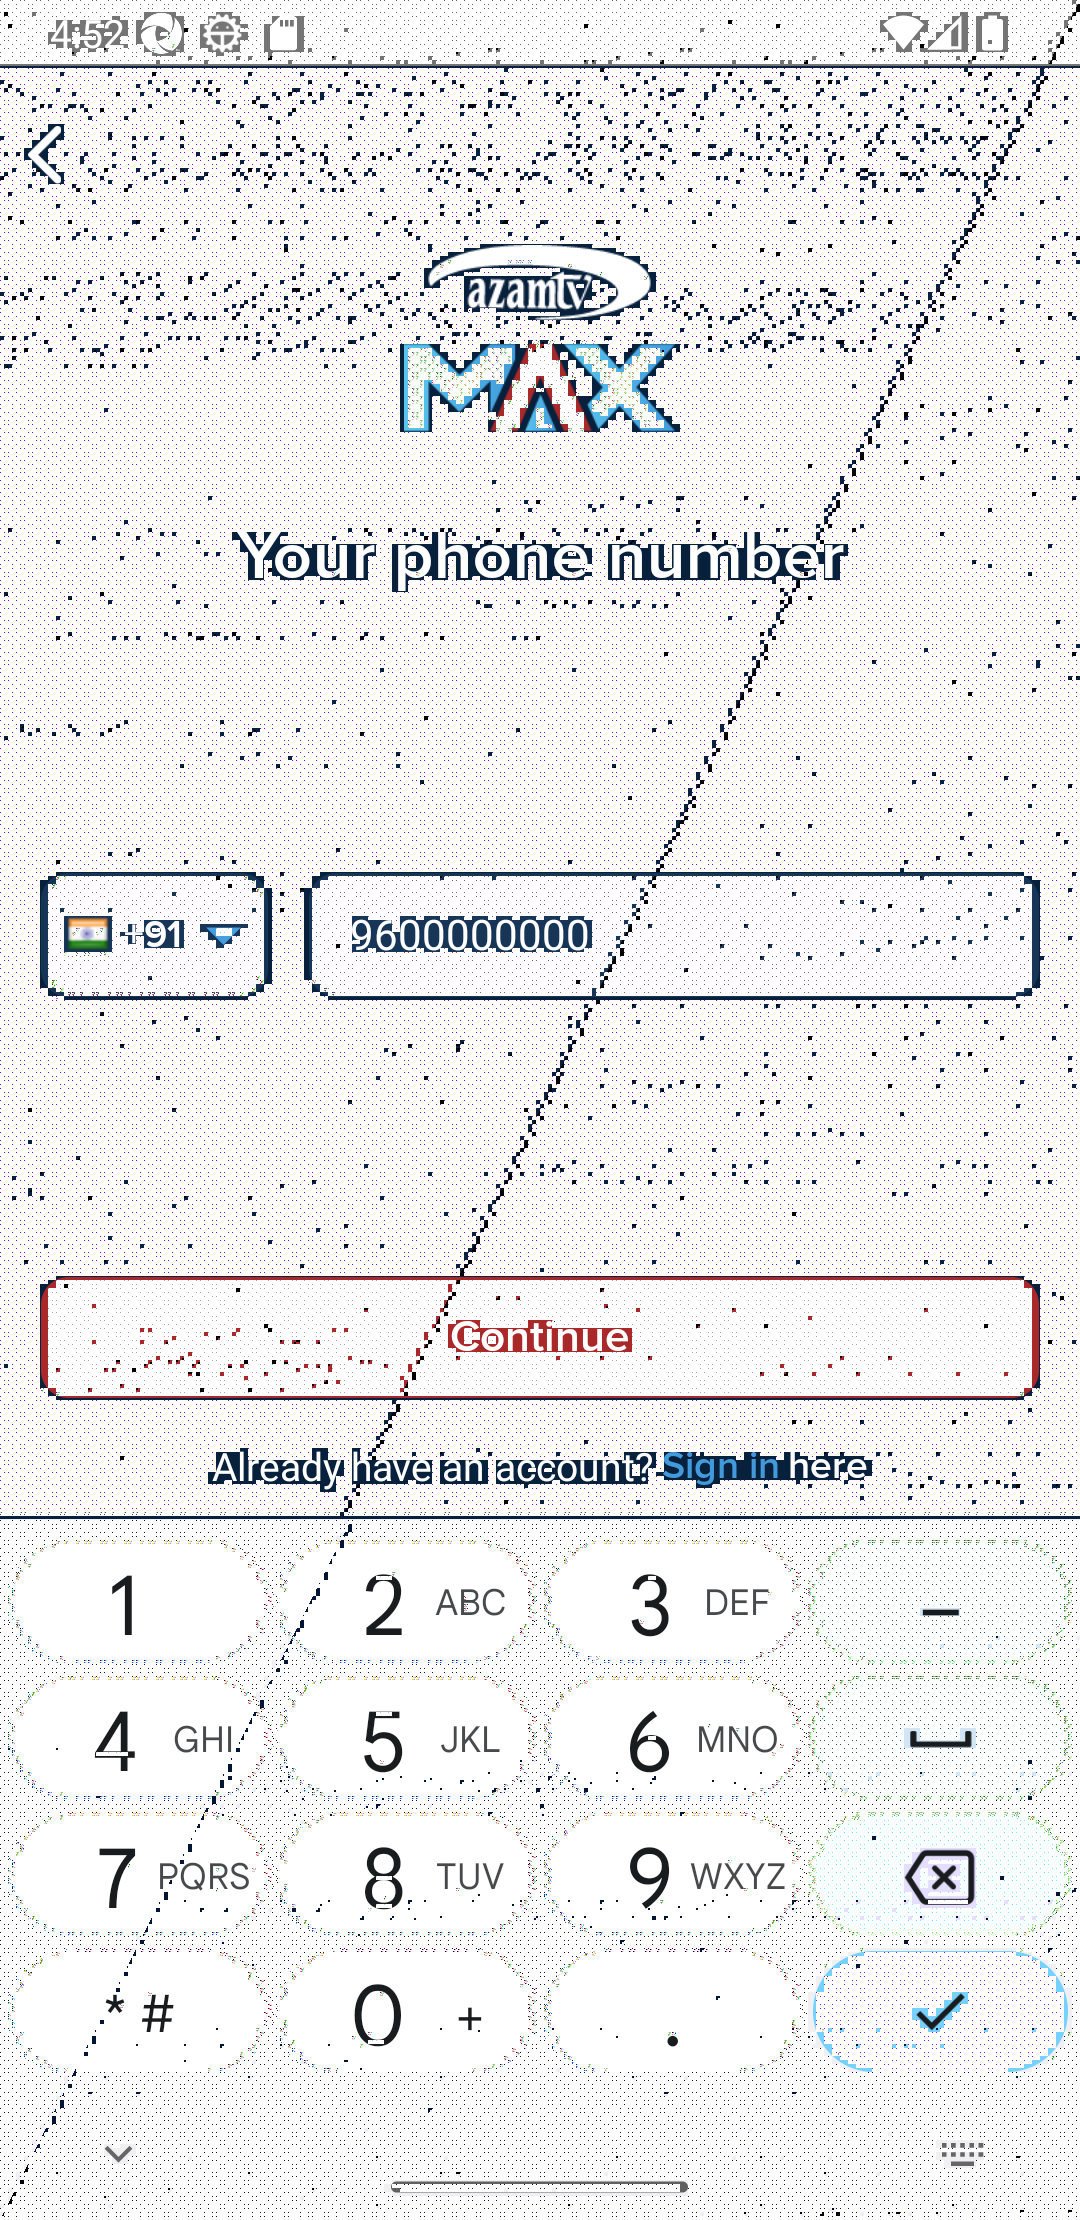 4:52
azamtv
MAX
Your phone number
+91 9600000000
Continue
Already have an account? Sign in here
1 2 ABC 3 DEF –
4 GHI 5 JKL 6 MNO
7 PQRS 8 TUV 9 WXYZ
* # 0 + .